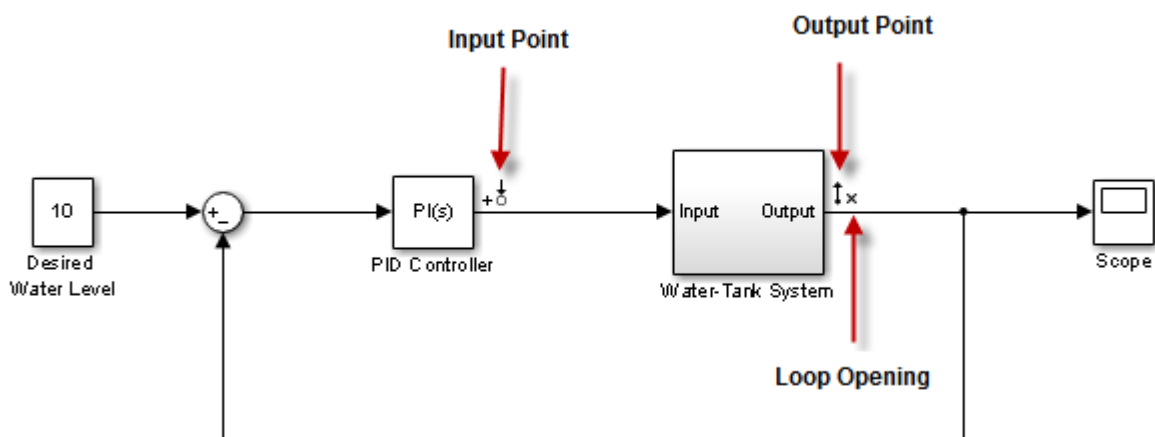 Input Point
Output Point
10
+
-
PI(s)
+
Input
Output
Desired
Water Level
PID Controller
Water-Tank System
Scope
Loop Opening